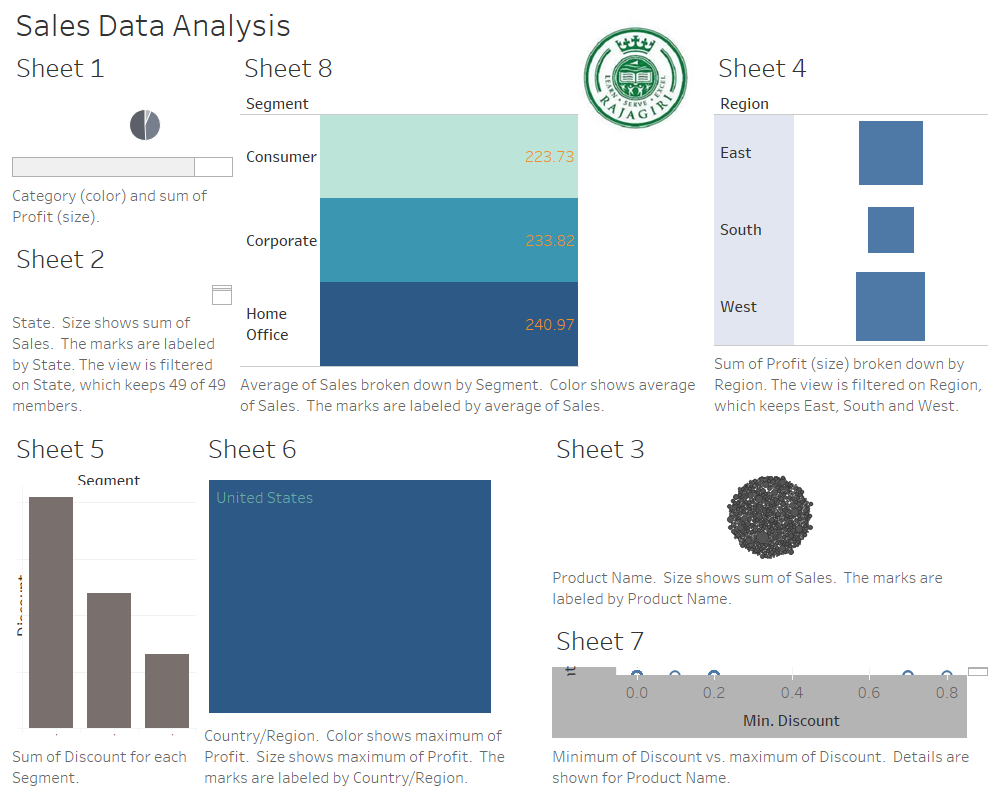 Sales Data Analysis
Sheet 1
Category (color) and sum of
Profit (size).
Sheet 2
State. Size shows sum of
Sales. The marks are labeled
by State. The view is filtered
on State, which keeps 49 of 49
members.
Sheet 8
Segment
Consumer 223.73
Corporate 233.82
Home
Office 240.97
Average of Sales broken down by Segment. Color shows average
of Sales. The marks are labeled by average of Sales.
LEARN · SERVE · EXCEL
RAJAGIRI
Sheet 4
Region
East
South
West
Sum of Profit (size) broken down by
Region. The view is filtered on Region,
which keeps East, South and West.
Sheet 5
Segment
Discount
Sum of Discount for each
Segment.
Sheet 6
United States
Country/Region. Color shows maximum of
Profit. Size shows maximum of Profit. The
marks are labeled by Country/Region.
Sheet 3
Product Name. Size shows sum of Sales. The marks are
labeled by Product Name.
Sheet 7
0.0 0.2 0.4 0.6 0.8
Min. Discount
Minimum of Discount vs. maximum of Discount. Details are
shown for Product Name.